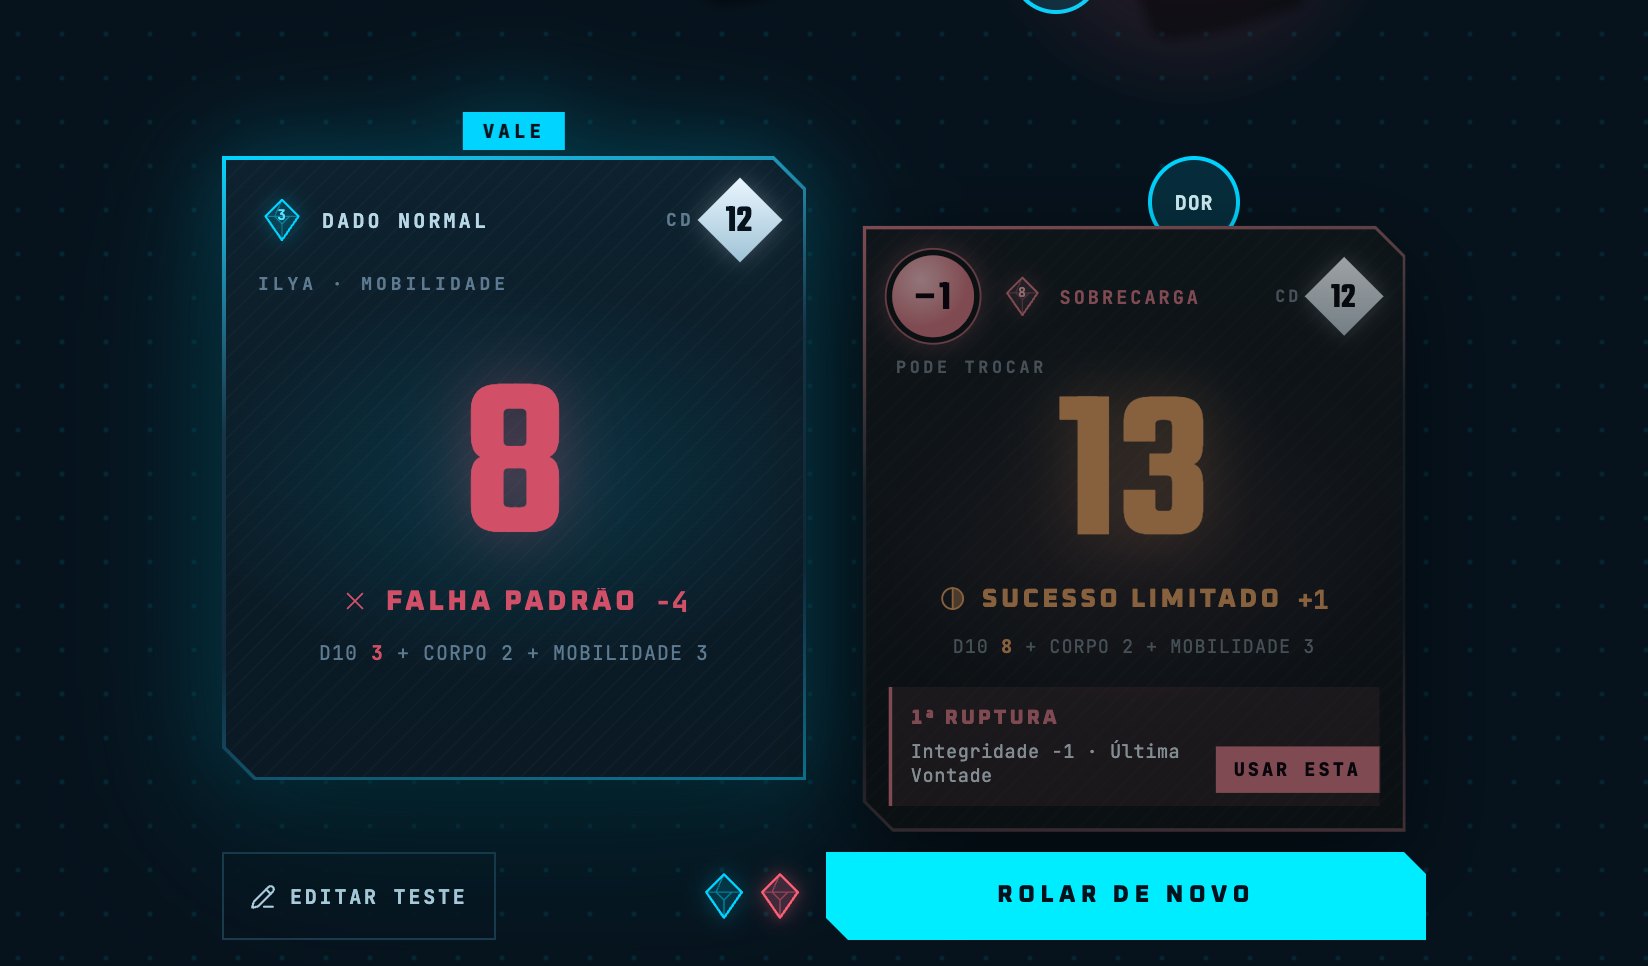 VALE
3 DADO NORMAL CD 12
ILYA · MOBILIDADE
8
FALHA PADRÃO -4
D10 3 + CORPO 2 + MOBILIDADE 3
DOR
−1 8 SOBRECARGA CD 12
PODE TROCAR
13
SUCESSO LIMITADO +1
D10 8 + CORPO 2 + MOBILIDADE 3
1ª RUPTURA
Integridade -1 · Última
Vontade
USAR ESTA
EDITAR TESTE
ROLAR DE NOVO